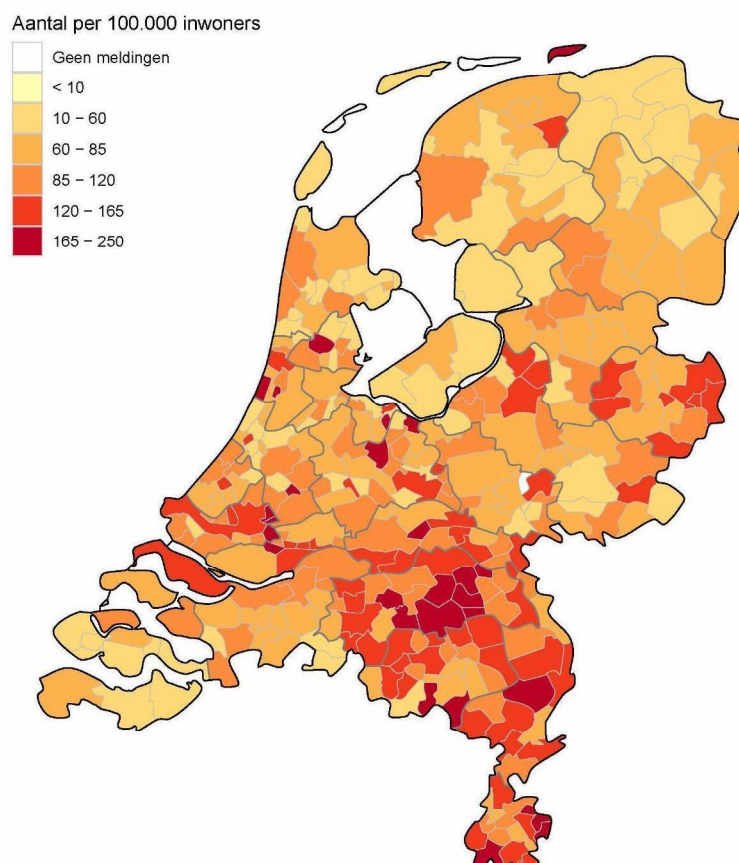 Aantal per 100.000 inwoners
Geen meldingen
< 10
10 − 60
60 − 85
85 − 120
120 − 165
165 − 250